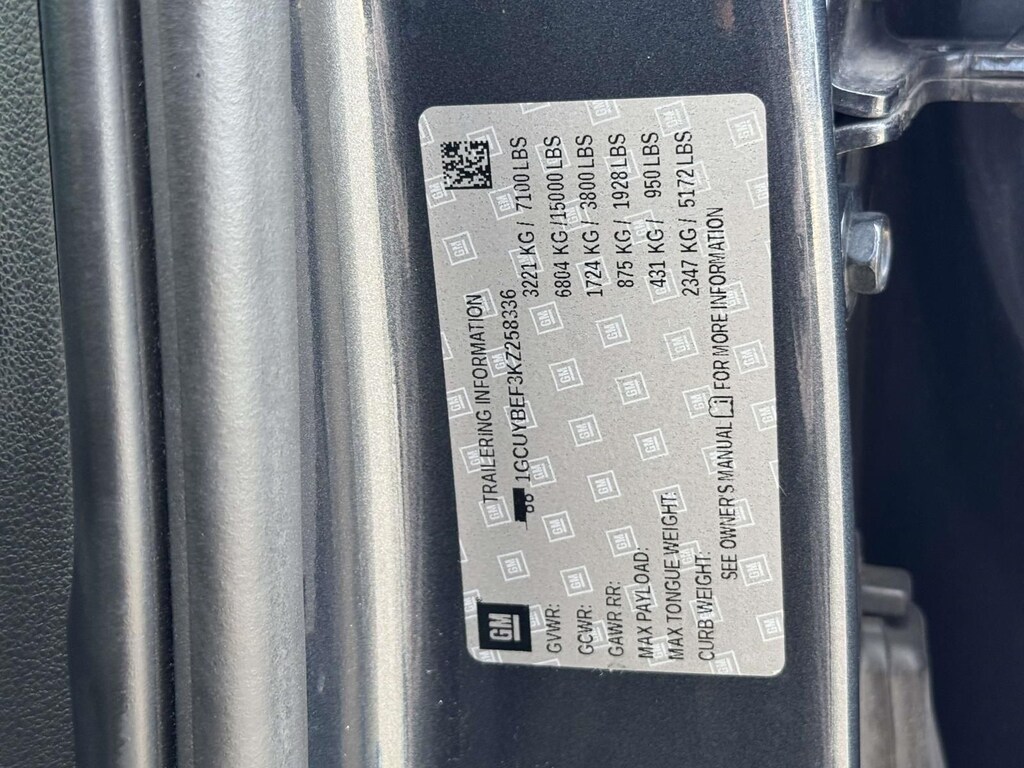 GM
TRAILERING INFORMATION
1GCUYBEF3KZ258336
GVWR: 3221 KG / 7100 LBS
GCWR: 6804 KG /15000 LBS
GAWR RR: 1724 KG / 3800 LBS
MAX PAYLOAD: 875 KG / 1928 LBS
MAX TONGUE WEIGHT: 431 KG / 950 LBS
CURB WEIGHT: 2347 KG / 5172 LBS
SEE OWNER'S MANUAL FOR MORE INFORMATION